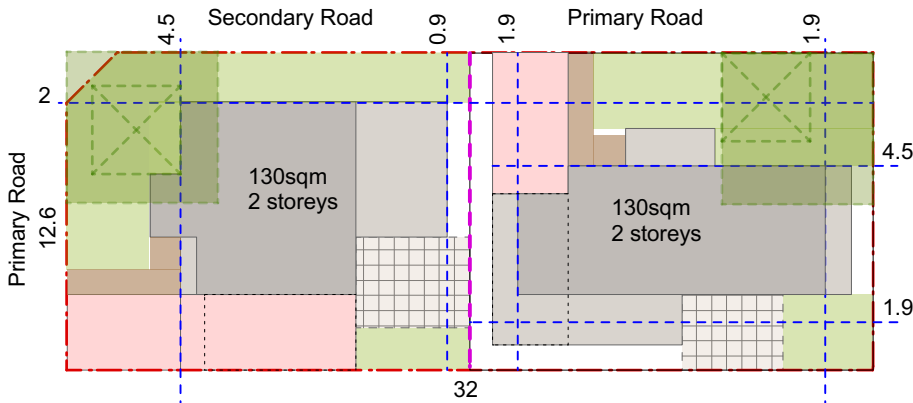 Secondary Road
Primary Road
4.5
0.9
1.9
1.9
2
4.5
Primary Road
12.6
130sqm
2 storeys
130sqm
2 storeys
1.9
32